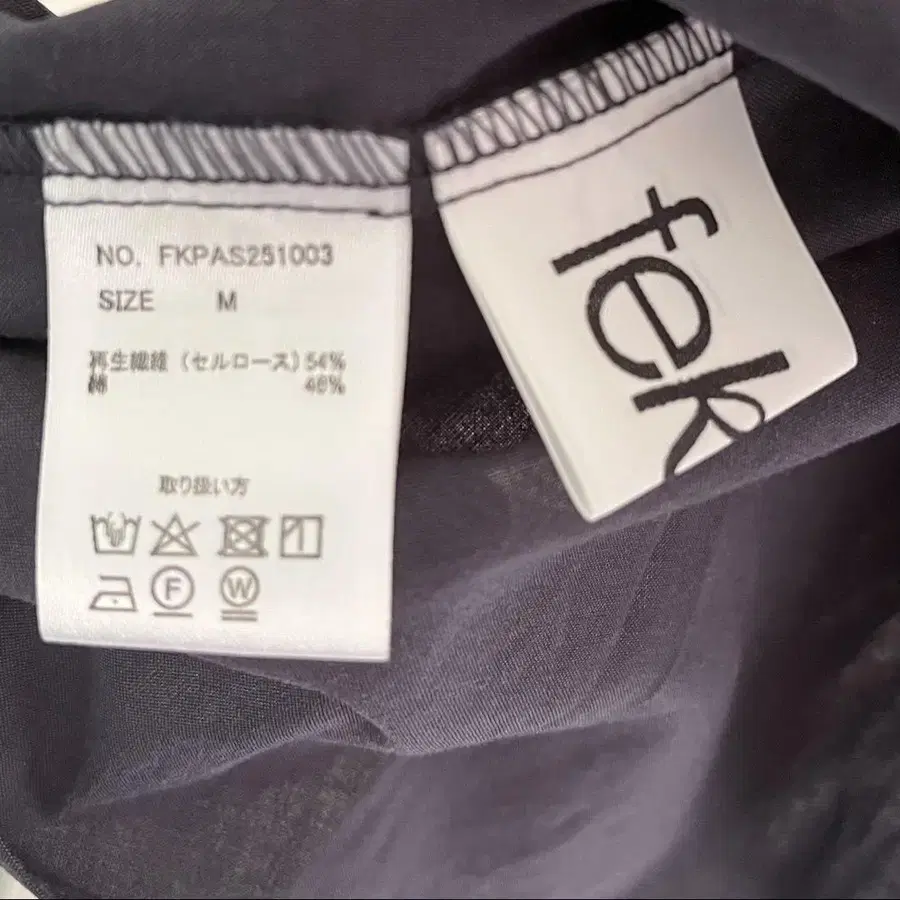 NO. FKPAS251003
SIZE M
再生繊維 (セルロース) 54%
綿 46%
取り扱い方
F W
fek